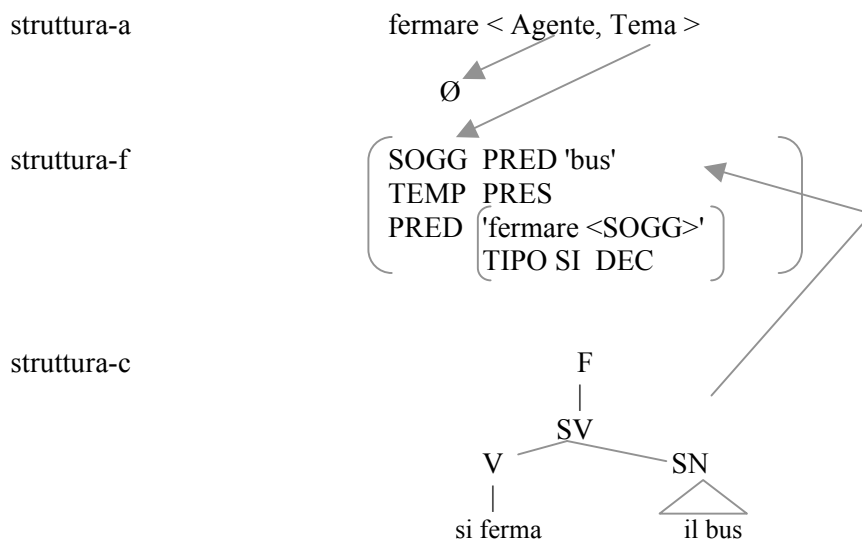 struttura-a fermare < Agente, Tema >
Ø
struttura-f SOGG PRED 'bus'
TEMP PRES
PRED 'fermare <SOGG>'
TIPO SI DEC
struttura-c F
SV
V SN
si ferma il bus